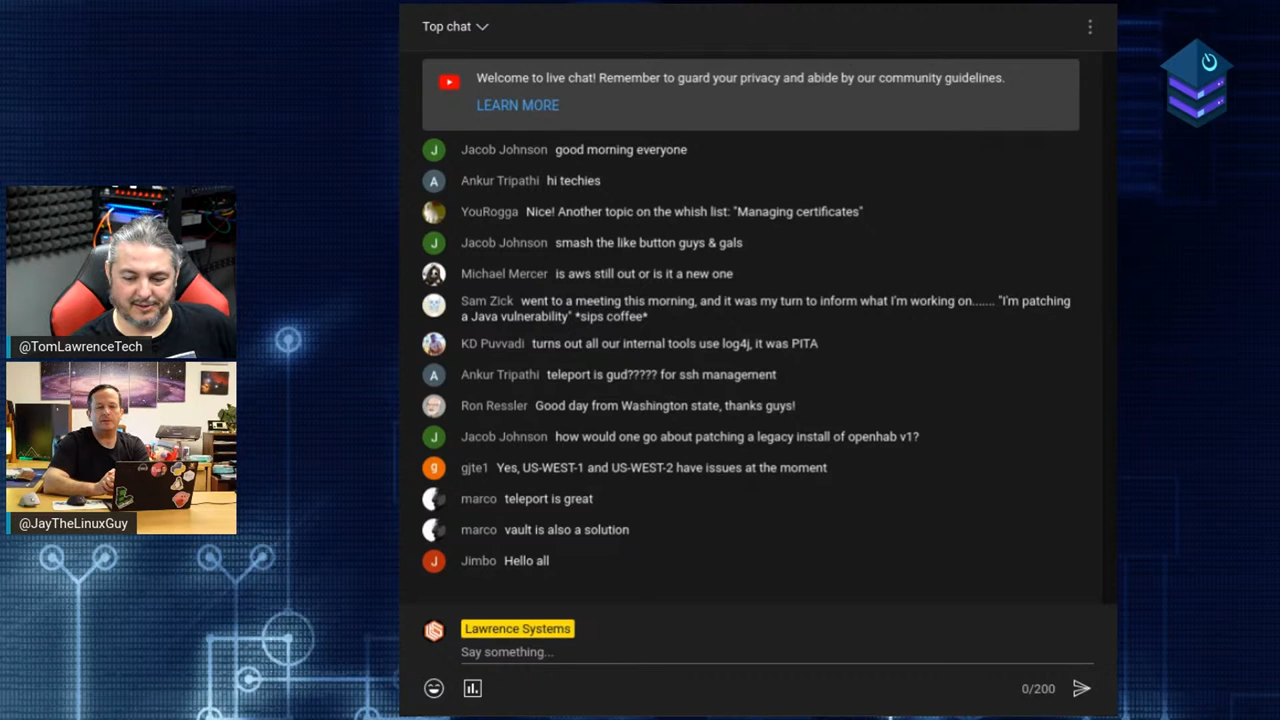 Top chat
Welcome to live chat! Remember to guard your privacy and abide by our community guidelines.
LEARN MORE
Jacob Johnson good morning everyone
Ankur Tripathi hi techies
YouRogga Nice! Another topic on the whish list: "Managing certificates"
Jacob Johnson smash the like button guys & gals
Michael Mercer is aws still out or is it a new one
Sam Zick went to a meeting this morning, and it was my turn to inform what I'm working on....... "I'm patching
a Java vulnerability" *sips coffee*
KD Puvvadi turns out all our internal tools use log4j, it was PITA
Ankur Tripathi teleport is gud????? for ssh management
Ron Ressler Good day from Washington state, thanks guys!
Jacob Johnson how would one go about patching a legacy install of openhab v1?
gjte1 Yes, US-WEST-1 and US-WEST-2 have issues at the moment
marco teleport is great
marco vault is also a solution
Jimbo Hello all
Lawrence Systems
Say something...
0/200
@TomLawrenceTech
@JayTheLinuxGuy